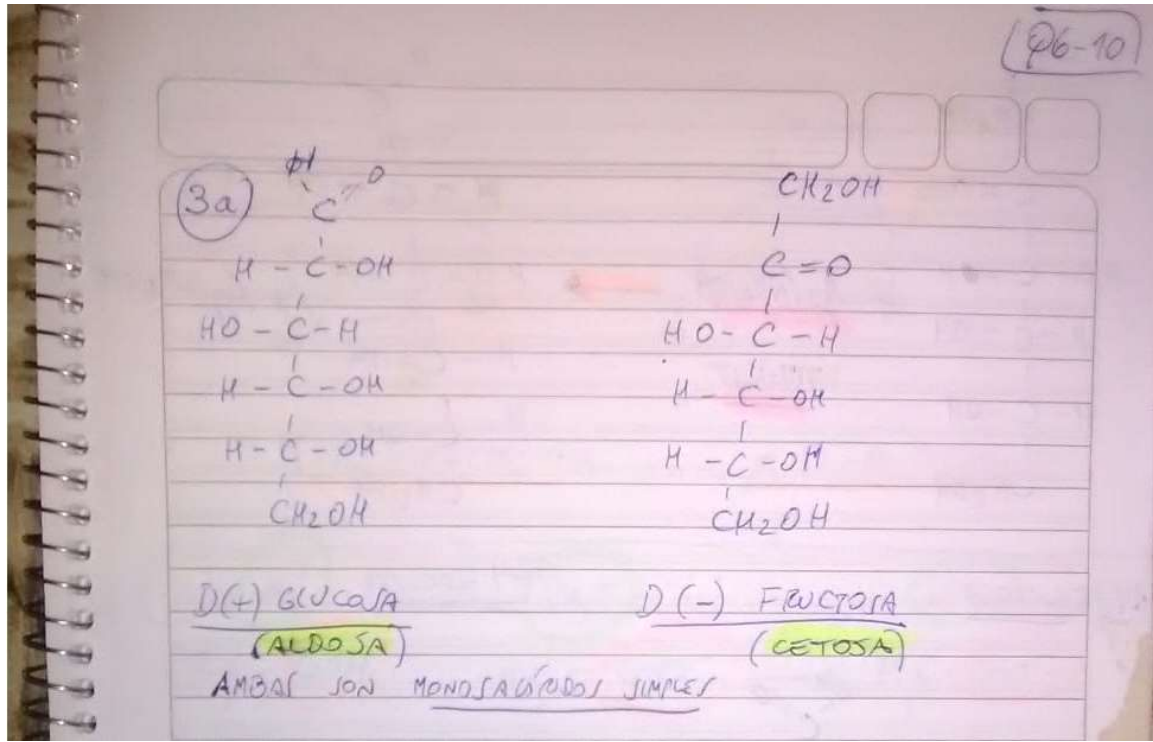 P6-10
3a
H O CH2OH
C
H - C - OH C = O
HO - C - H HO - C - H
H - C - OH H - C - OH
H - C - OH H - C - OH
CH2OH CH2OH
D(+) GLUCOSA D(-) FRUCTOSA
(ALDOSA) (CETOSA)
AMBAS SON MONOSACÁRIDOS SIMPLES